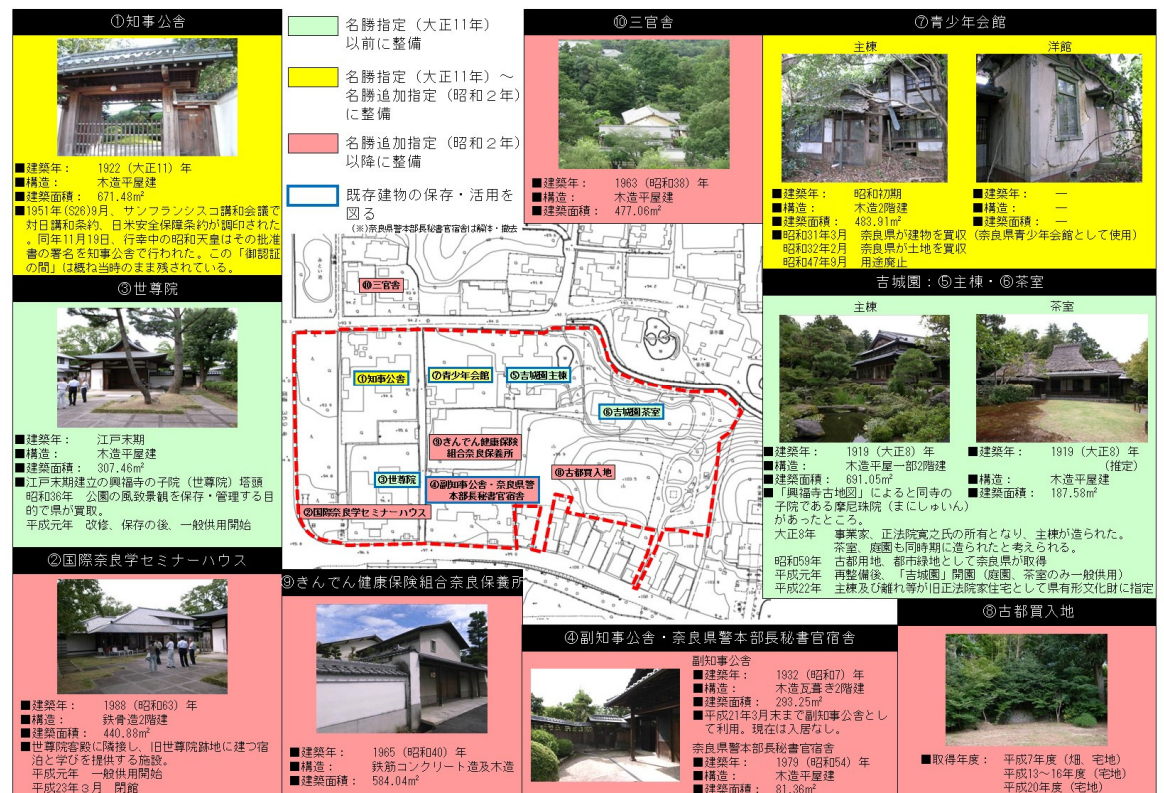 ①知事公舎
■建築年： 1922（大正11）年
■構造： 木造平屋建
■建築面積： 671.48㎡
■1951年(S26)9月、サンフランシスコ講和会議で
対日講和条約、日米安全保障条約が調印された
。同年11月19日、行幸中の昭和天皇はその批准
書の署名を知事公舎で行われた。この「御認証
の間」は概ね当時のまま残されている。
③世尊院
■建築年： 江戸末期
■構造： 木造平屋建
■建築面積： 307.46㎡
■江戸末期建立の興福寺の子院（世尊院）塔頭
昭和36年 公園の風致景観を保存・管理する目
的で県が買取。
平成元年 改修、保存の後、一般供用開始
②国際奈良学セミナーハウス
■建築年： 1988（昭和63）年
■構造： 鉄骨造2階建
■建築面積： 440.88㎡
■世尊院客殿に隣接し、旧世尊院跡地に建つ宿
泊と学びを提供する施設。
平成元年 一般供用開始
平成23年３月 閉館
名勝指定（大正11年）
以前に整備
名勝指定（大正11年）～
名勝追加指定（昭和２年）
に整備
名勝追加指定（昭和２年）
以降に整備
既存建物の保存・活用を
図る
(※)奈良県警本部長秘書官宿舎は解体・撤去
⑩三官舎
■建築年： 1963（昭和38）年
■構造： 木造平屋建
■建築面積： 477.06㎡
⑦青少年会館
主棟
洋館
■建築年： 昭和初期
■構造： 木造2階建
■建築面積： 483.91㎡
■昭和31年3月 奈良県が建物を買収
昭和32年2月 奈良県が土地を買収
昭和47年9月 用途廃止
■建築年： ―
■構造： ―
■建築面積： ―
(奈良県青少年会館として使用)
吉城園：⑤主棟・⑥茶室
主棟
茶室
■建築年： 1919（大正8）年
■構造： 木造平屋一部2階建
■建築面積： 691.05㎡
■「興福寺古地図」によると同寺の
子院である摩尼珠院（まにしゅいん）
があったところ。
大正8年 事業家、正法院寛之氏の所有となり、主棟が造られた。
茶室、庭園も同時期に造られたと考えられる。
昭和59年 古都用地、都市緑地として奈良県が取得
平成元年 再整備後、「吉城園」開園（庭園、茶室のみ一般供用）
平成22年 主棟及び離れ等が旧正法院家住宅として県有形文化財に指定
■建築年： 1919（大正8）年
（推定）
■構造： 木造平屋建
■建築面積： 187.58㎡
⑩三官舎
①知事公舎
⑦青少年会館
⑤吉城園主棟
⑥吉城園茶室
⑨きんでん健康保険
組合奈良保養所
⑧古都買入地
③世尊院
④副知事公舎・奈良県警
本部長秘書官宿舎
②国際奈良学セミナーハウス
⑨きんでん健康保険組合奈良保養所
■建築年： 1965（昭和40）年
■構造： 鉄筋コンクリート造及木造
■建築面積： 584.04㎡
④副知事公舎・奈良県警本部長秘書官宿舎
副知事公舎
■建築年： 1932（昭和7）年
■構造： 木造瓦葺き2階建
■建築面積： 293.25㎡
■平成21年3月末まで副知事公舎とし
て利用。現在は入居なし。
奈良県警本部長秘書官宿舎
■建築年： 1979（昭和54）年
■構造： 木造平屋建
■建築面積： 81.36㎡
⑧古都買入地
■取得年度： 平成7年度（畑、宅地）
平成13～16年度（宅地）
平成20年度（宅地）